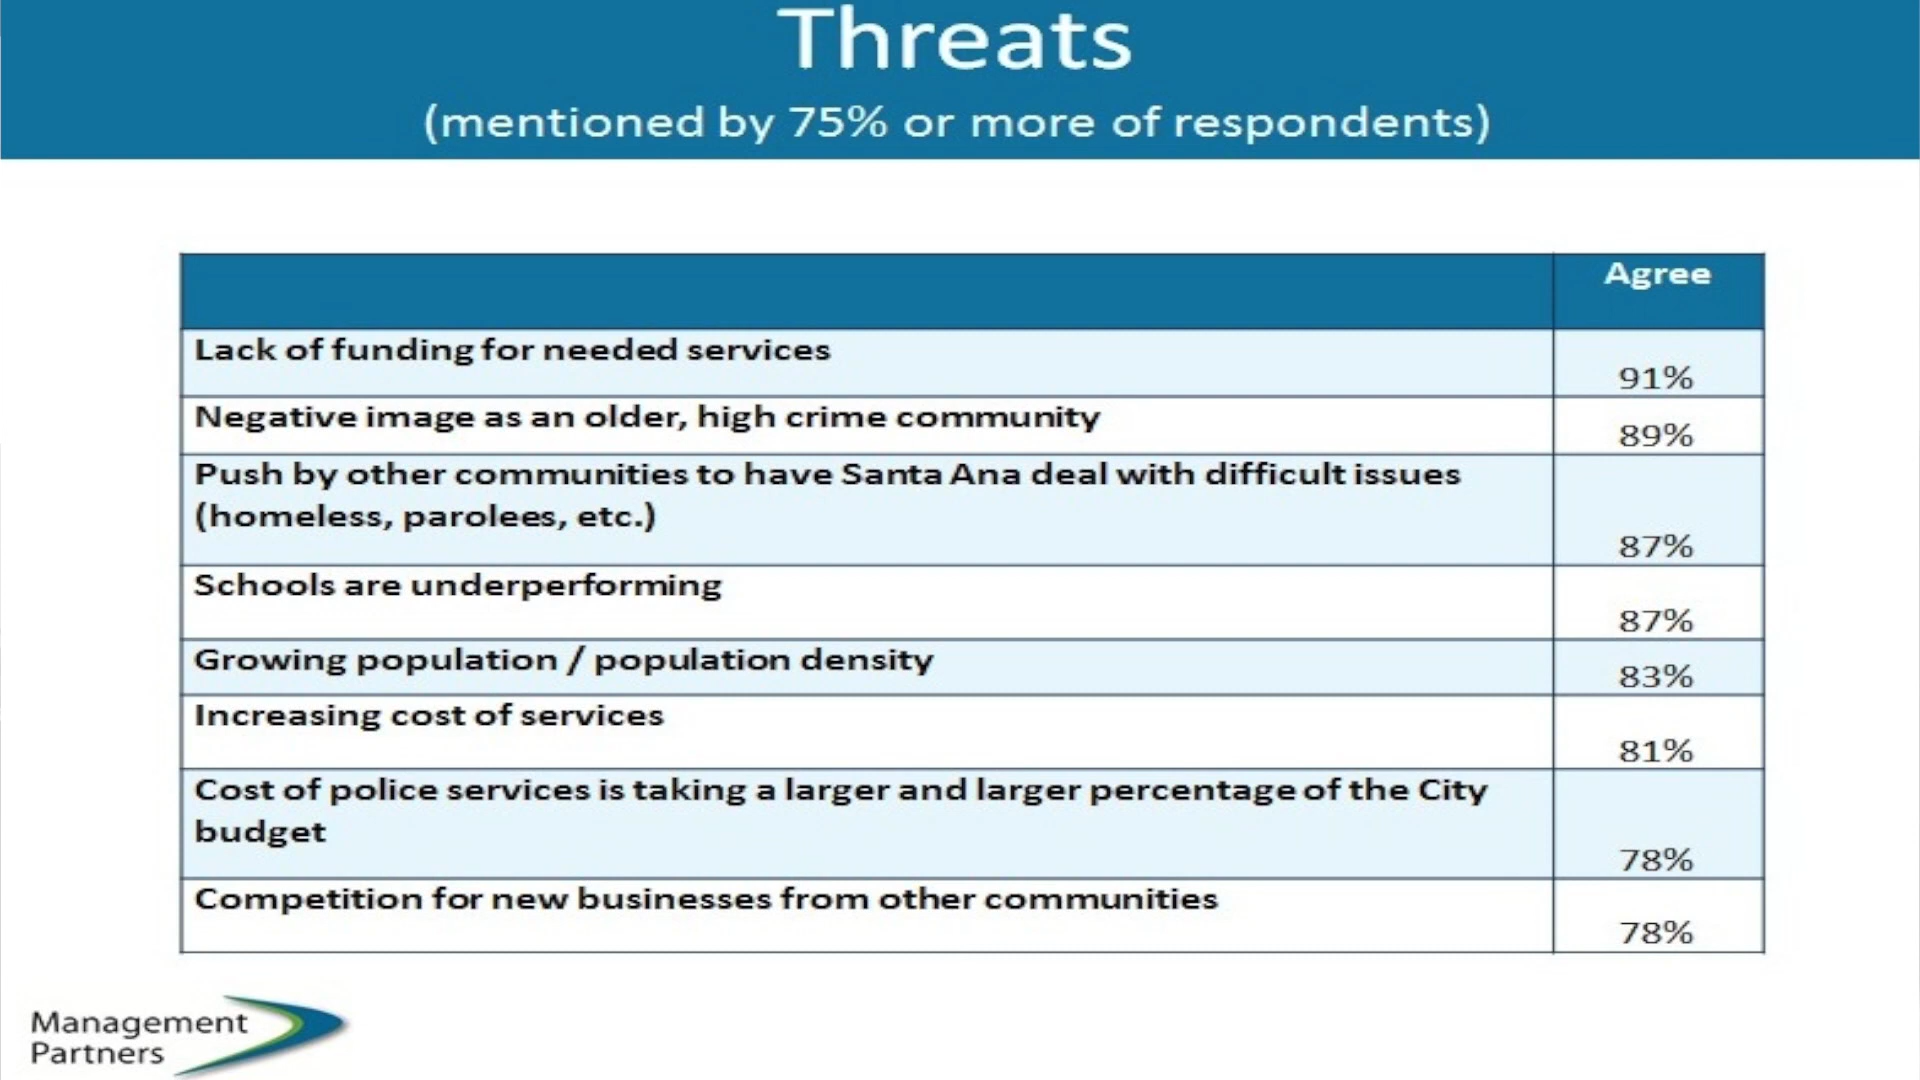 Threats
(mentioned by 75% or more of respondents)
Agree
Lack of funding for needed services
91%
Negative image as an older, high crime community
89%
Push by other communities to have Santa Ana deal with difficult issues
(homeless, parolees, etc.)
87%
Schools are underperforming
87%
Growing population / population density
83%
Increasing cost of services
81%
Cost of police services is taking a larger and larger percentage of the City
budget
78%
Competition for new businesses from other communities
78%
Management
Partners